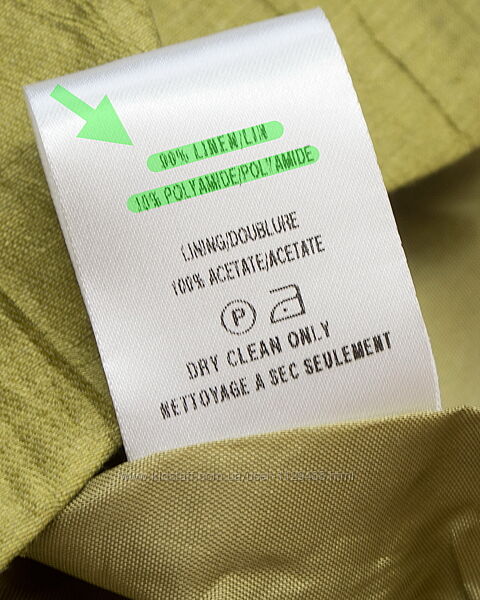 90% LINEN/LIN
10% POLYAMIDE/POLYAMIDE
LINING/DOUBLURE
100% ACETATE/ACETATE
P
DRY CLEAN ONLY
NETTOYAGE A SEC SEULEMENT